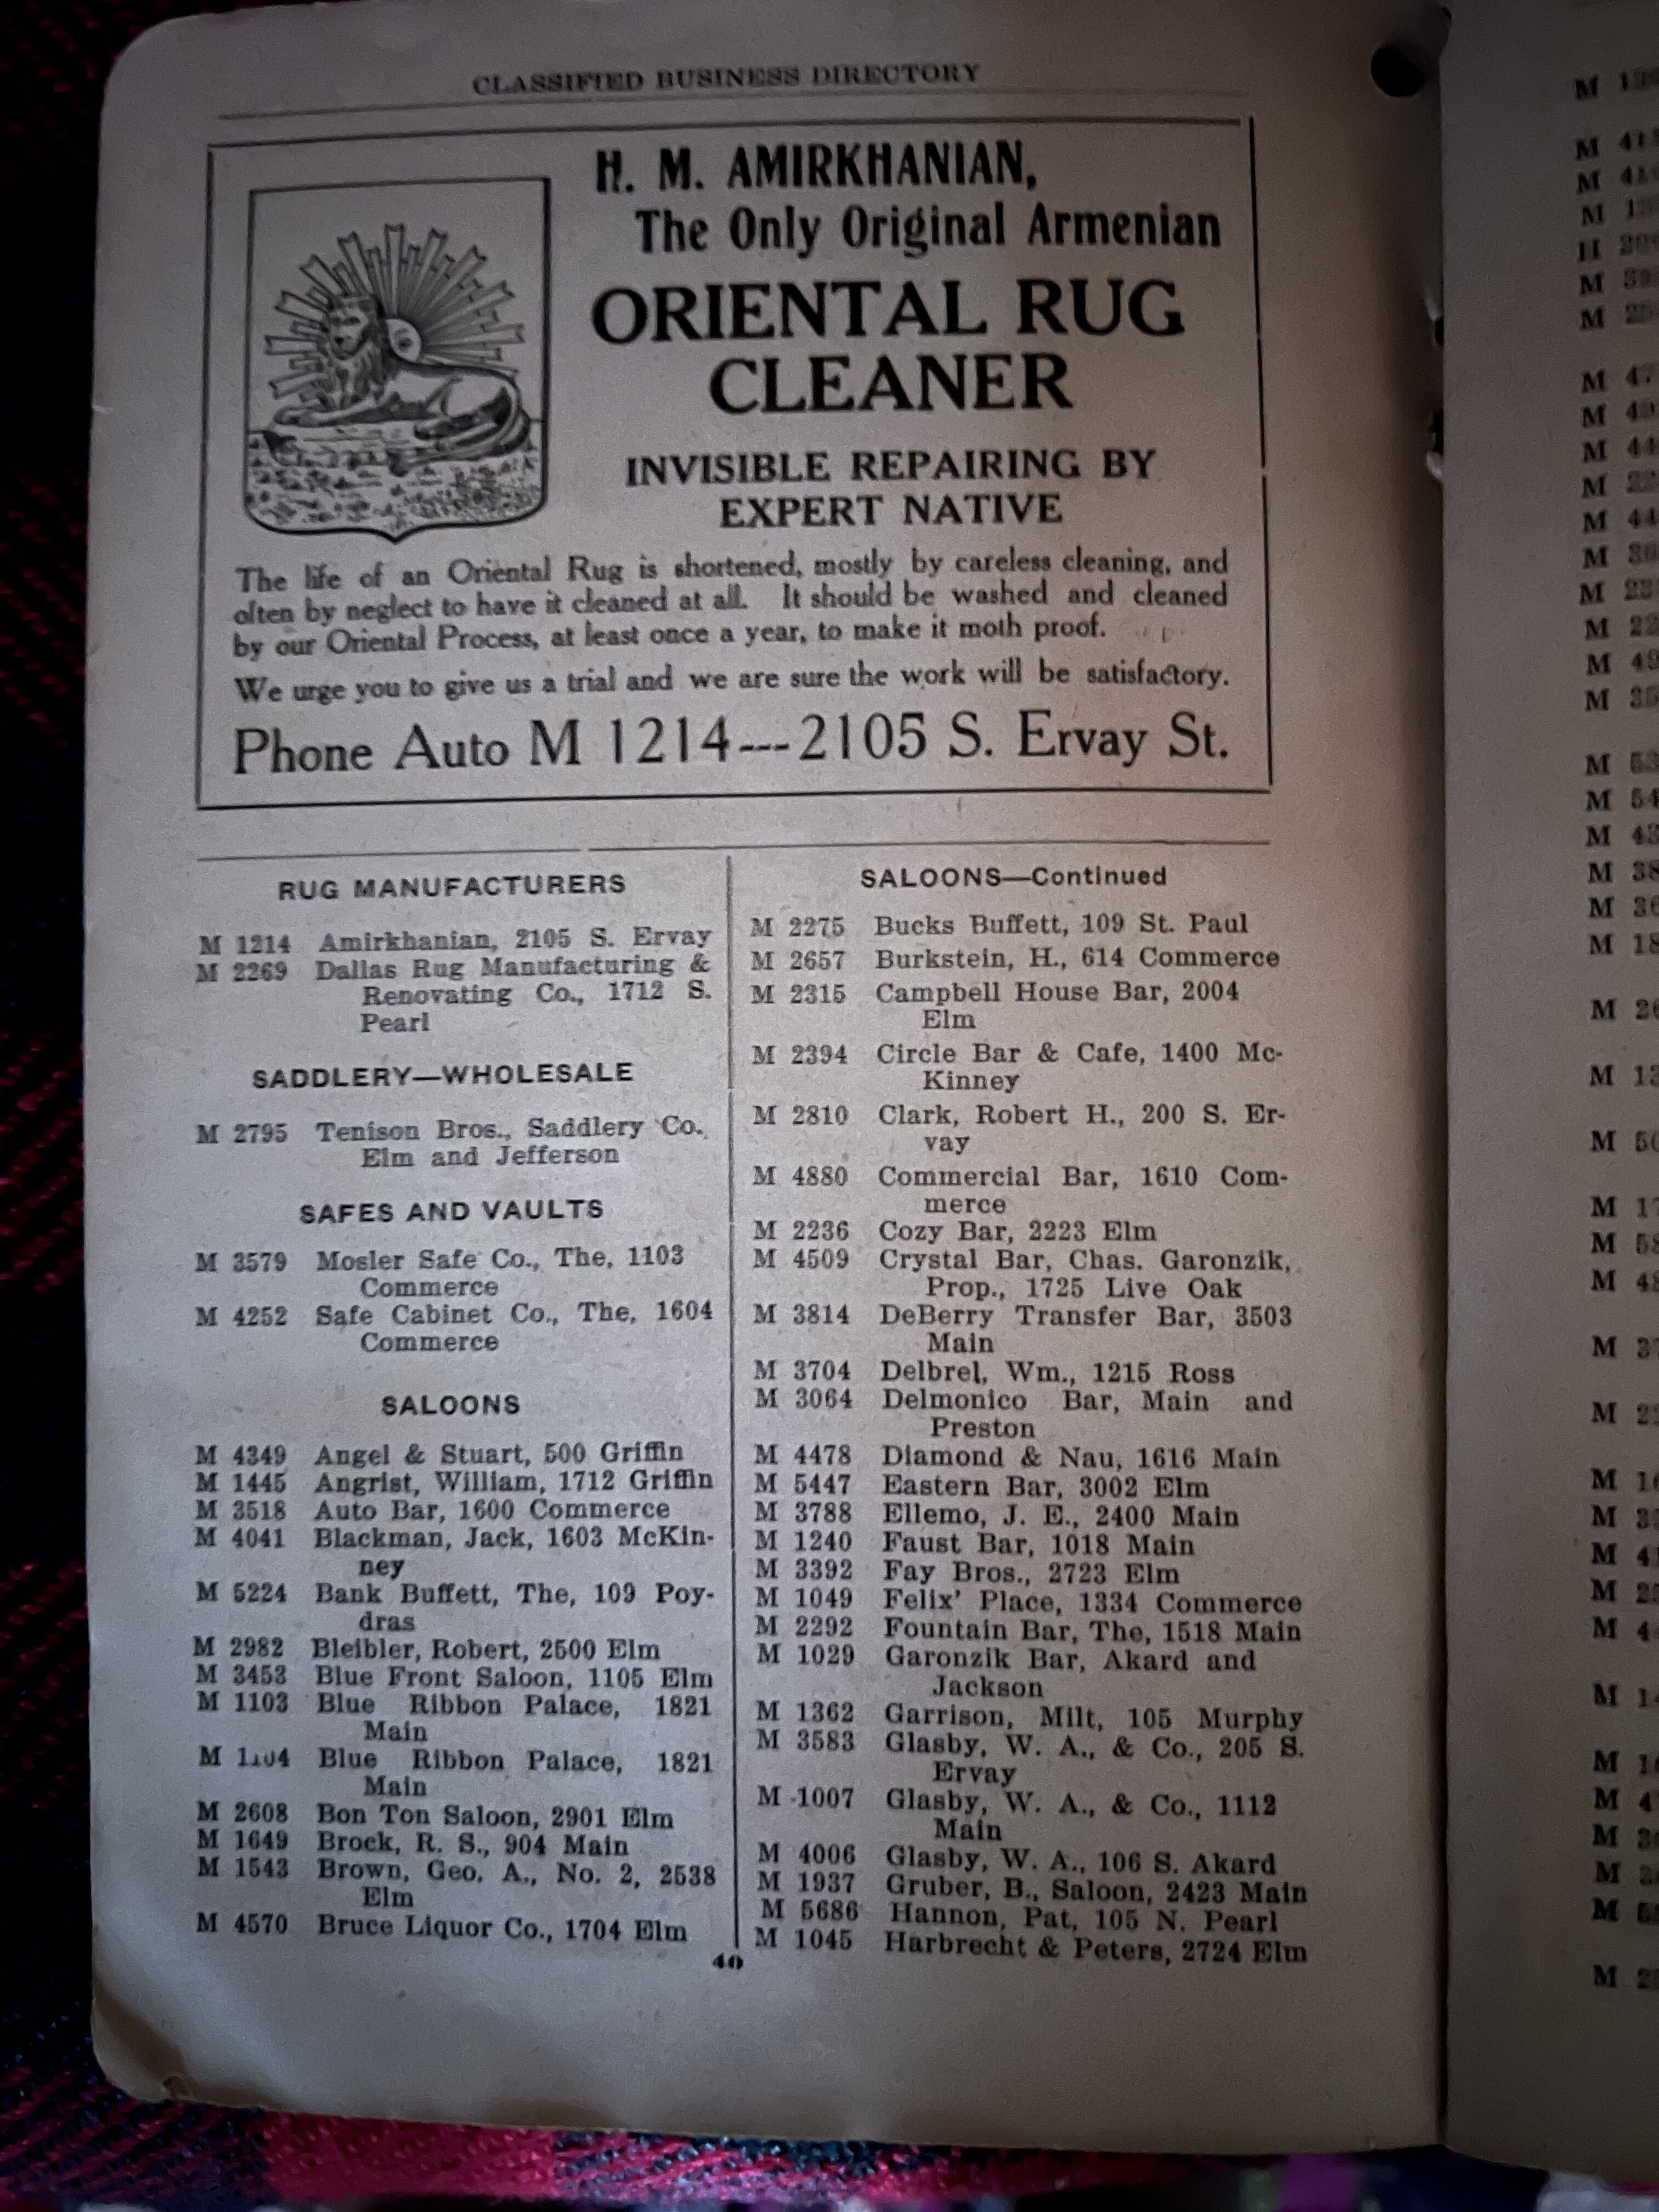 CLASSIFIED BUSINESS DIRECTORY
H. M. AMIRKHANIAN,
The Only Original Armenian
ORIENTAL RUG
CLEANER
INVISIBLE REPAIRING BY
EXPERT NATIVE
The life of an Oriental Rug is shortened, mostly by careless cleaning, and
often by neglect to have it cleaned at all. It should be washed and cleaned
by our Oriental Process, at least once a year, to make it moth proof.
We urge you to give us a trial and we are sure the work will be satisfactory.
Phone Auto M 1214---2105 S. Ervay St.
RUG MANUFACTURERS
M 1214 Amirkhanian, 2105 S. Ervay
M 2269 Dallas Rug Manufacturing &
Renovating Co., 1712 S.
Pearl
SADDLERY—WHOLESALE
M 2795 Tenison Bros., Saddlery Co.,
Elm and Jefferson
SAFES AND VAULTS
M 3579 Mosler Safe Co., The, 1103
Commerce
M 4252 Safe Cabinet Co., The, 1604
Commerce
SALOONS
M 4349 Angel & Stuart, 500 Griffin
M 1445 Angrist, William, 1712 Griffin
M 3518 Auto Bar, 1600 Commerce
M 4041 Blackman, Jack, 1603 McKin-
ney
M 5224 Bank Buffett, The, 109 Poy-
dras
M 2982 Bleibler, Robert, 2500 Elm
M 3453 Blue Front Saloon, 1105 Elm
M 1103 Blue Ribbon Palace, 1821
Main
M 1104 Blue Ribbon Palace, 1821
Main
M 2608 Bon Ton Saloon, 2901 Elm
M 1649 Brock, R. S., 904 Main
M 1543 Brown, Geo. A., No. 2, 2538
Elm
M 4570 Bruce Liquor Co., 1704 Elm
SALOONS—Continued
M 2275 Bucks Buffett, 109 St. Paul
M 2657 Burkstein, H., 614 Commerce
M 2315 Campbell House Bar, 2004
Elm
M 2394 Circle Bar & Cafe, 1400 Mc-
Kinney
M 2810 Clark, Robert H., 200 S. Er-
vay
M 4880 Commercial Bar, 1610 Com-
merce
M 2236 Cozy Bar, 2223 Elm
M 4509 Crystal Bar, Chas. Garonzik,
Prop., 1725 Live Oak
M 3814 DeBerry Transfer Bar, 3503
Main
M 3704 Delbrel, Wm., 1215 Ross
M 3064 Delmonico Bar, Main and
Preston
M 4478 Diamond & Nau, 1616 Main
M 5447 Eastern Bar, 3002 Elm
M 3788 Ellemo, J. E., 2400 Main
M 1240 Faust Bar, 1018 Main
M 3392 Fay Bros., 2723 Elm
M 1049 Felix' Place, 1334 Commerce
M 2292 Fountain Bar, The, 1518 Main
M 1029 Garonzik Bar, Akard and
Jackson
M 1362 Garrison, Milt, 105 Murphy
M 3583 Glasby, W. A., & Co., 205 S.
Ervay
M 1007 Glasby, W. A., & Co., 1112
Main
M 4006 Glasby, W. A., 106 S. Akard
M 1937 Gruber, B., Saloon, 2423 Main
M 5686 Hannon, Pat, 105 N. Pearl
M 1045 Harbrecht & Peters, 2724 Elm
40